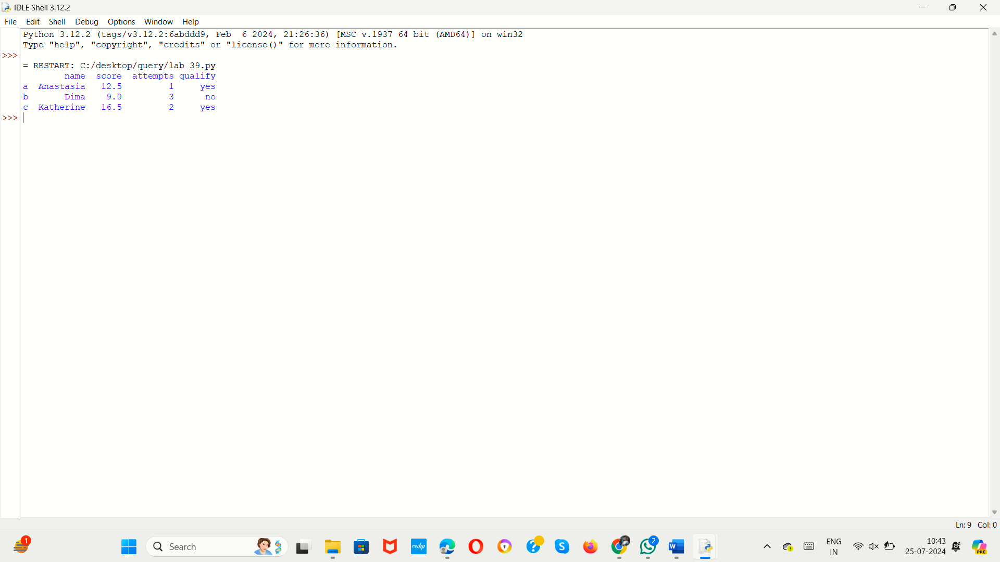 IDLE Shell 3.12.2
File Edit Shell Debug Options Window Help
Python 3.12.2 (tags/v3.12.2:6abddd9, Feb  6 2024, 21:26:36) [MSC v.1937 64 bit (AMD64)] on win32
Type "help", "copyright", "credits" or "license()" for more information.
>>>
= RESTART: C:/desktop/query/lab 39.py
        name  score  attempts qualify
a  Anastasia   12.5         1     yes
b       Dima    9.0         3      no
c  Katherine   16.5         2     yes
>>>
Ln: 9 Col: 0
1
Search
myhp
S
2
W
ENG
IN
10:43
25-07-2024
PRE